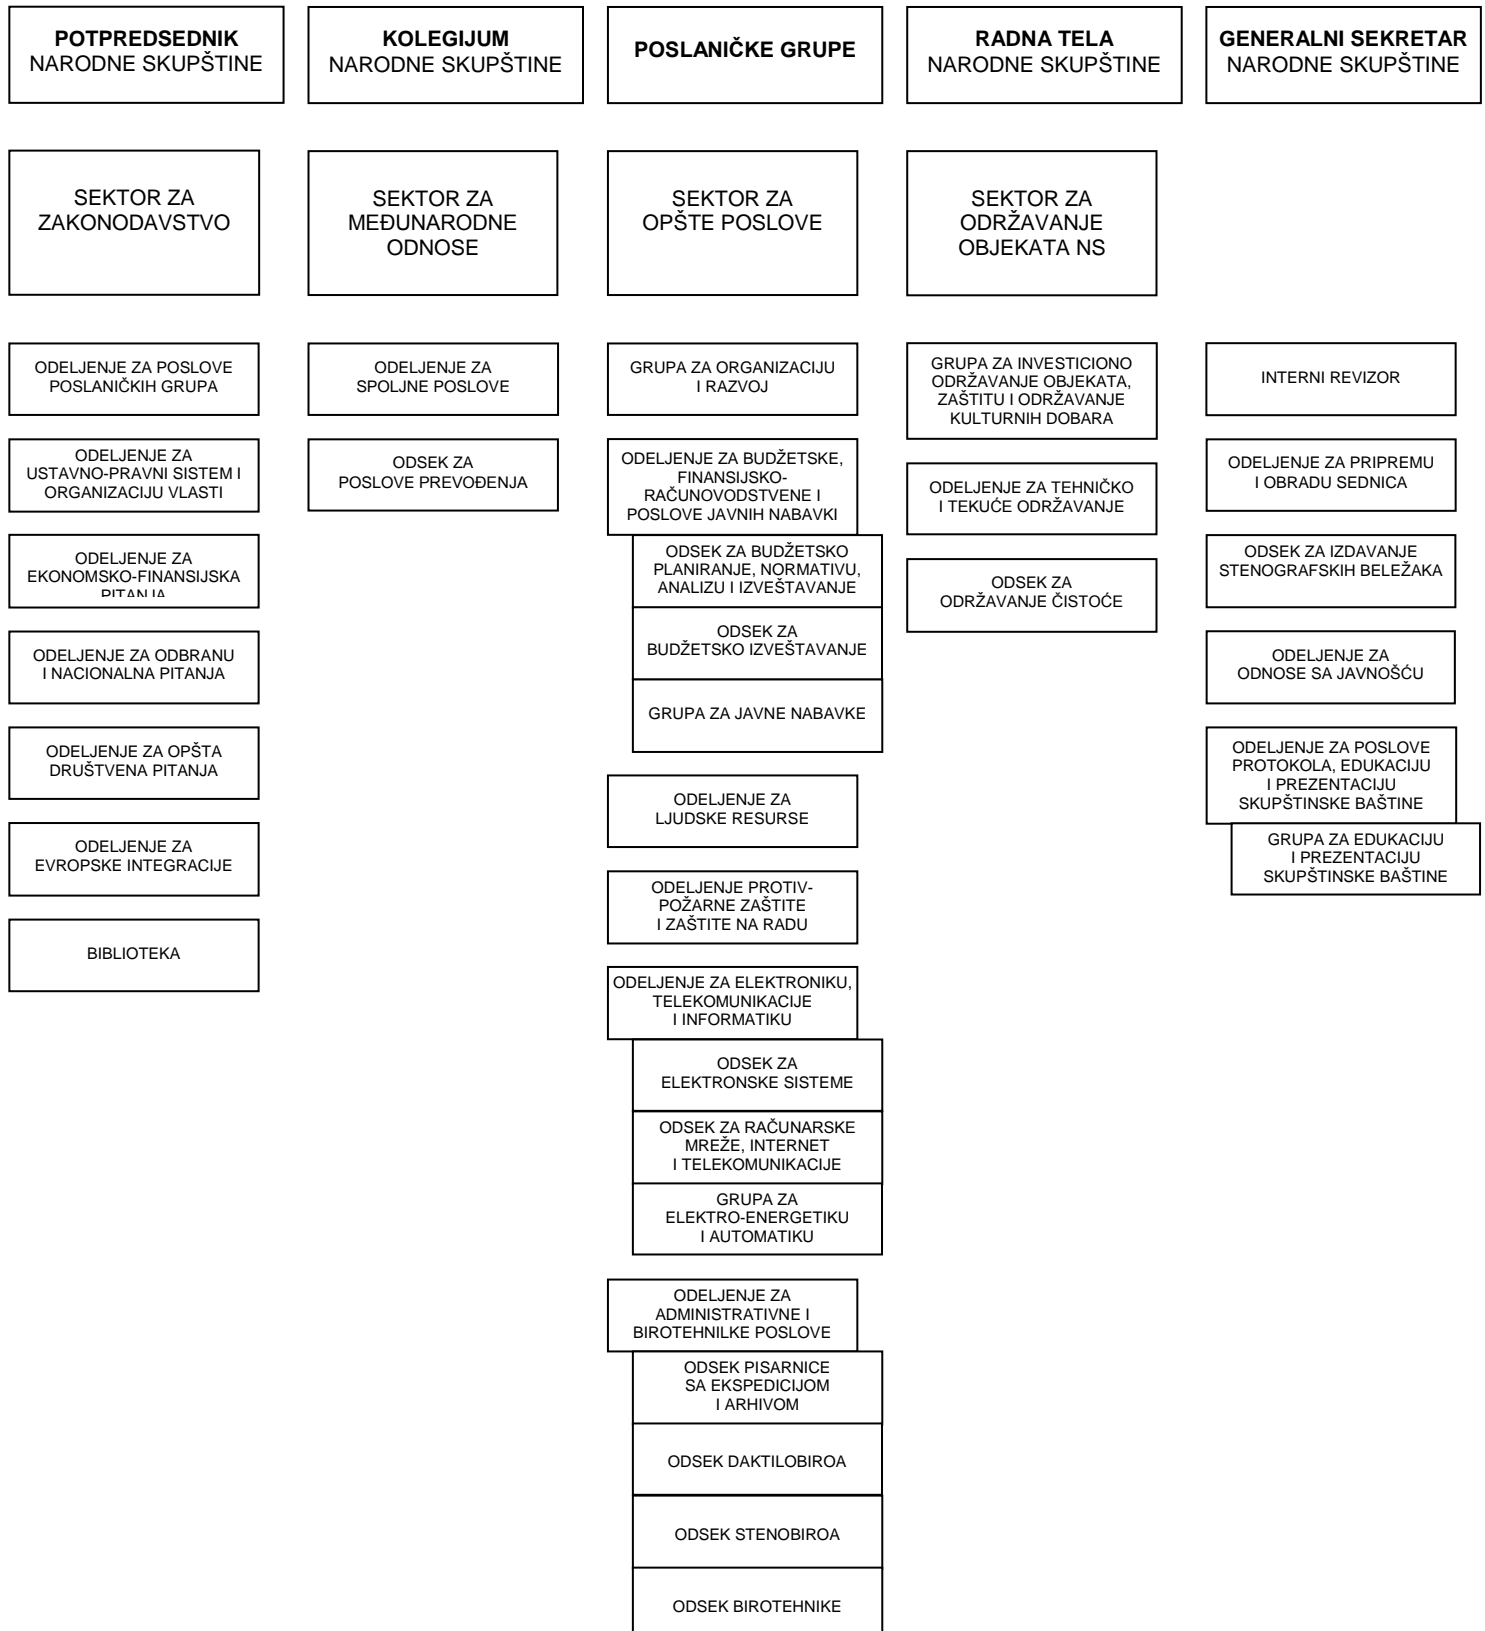 POTPREDSEDNIK
NARODNE SKUPŠTINE
KOLEGIJUM
NARODNE SKUPŠTINE
POSLANIČKE GRUPE
RADNA TELA
NARODNE SKUPŠTINE
GENERALNI SEKRETAR
NARODNE SKUPŠTINE
SEKTOR ZA
ZAKONODAVSTVO
SEKTOR ZA
MEĐUNARODNE
ODNOSE
SEKTOR ZA
OPŠTE POSLOVE
SEKTOR ZA
ODRŽAVANJE
OBJEKATA NS
ODELJENJE ZA POSLOVE
POSLANIČKIH GRUPA
ODELJENJE ZA
USTAVNO-PRAVNI SISTEM I
ORGANIZACIJU VLASTI
ODELJENJE ZA
EKONOMSKO-FINANSIJSKA
PITANJA
ODELJENJE ZA ODBRANU
I NACIONALNA PITANJA
ODELJENJE ZA OPŠTA
DRUŠTVENA PITANJA
ODELJENJE ZA
EVROPSKE INTEGRACIJE
BIBLIOTEKA
ODELJENJE ZA
SPOLJNE POSLOVE
ODSEK ZA
POSLOVE PREVOĐENJA
GRUPA ZA ORGANIZACIJU
I RAZVOJ
ODELJENJE ZA BUDŽETSKE,
FINANSIJSKO-
RAČUNOVODSTVENE I
POSLOVE JAVNIH NABAVKI
ODSEK ZA BUDŽETSKO
PLANIRANJE, NORMATIVU,
ANALIZU I IZVEŠTAVANJE
ODSEK ZA
BUDŽETSKO IZVEŠTAVANJE
GRUPA ZA JAVNE NABAVKE
ODELJENJE ZA
LJUDSKE RESURSE
ODELJENJE PROTIV-
POŽARNE ZAŠTITE
I ZAŠTITE NA RADU
ODELJENJE ZA ELEKTRONIKU,
TELEKOMUNIKACIJE
I INFORMATIKU
ODSEK ZA
ELEKTRONSKE SISTEME
ODSEK ZA RAČUNARSKE
MREŽE, INTERNET
I TELEKOMUNIKACIJE
GRUPA ZA
ELEKTRO-ENERGETIKU
I AUTOMATIKU
ODELJENJE ZA
ADMINISTRATIVNE I
BIROTEHNILKE POSLOVE
ODSEK PISARNICE
SA EKSPEDICIJOM
I ARHIVOM
ODSEK DAKTILOBIROA
ODSEK STENOBIROA
ODSEK BIROTEHNIKE
GRUPA ZA INVESTICIONO
ODRŽAVANJE OBJEKATA,
ZAŠTITU I ODRŽAVANJE
KULTURNIH DOBARA
ODELJENJE ZA TEHNIČKO
I TEKUĆE ODRŽAVANJE
ODSEK ZA
ODRŽAVANJE ČISTOĆE
INTERNI REVIZOR
ODELJENJE ZA PRIPREMU
I OBRADU SEDNICA
ODSEK ZA IZDAVANJE
STENOGRAFSKIH BELEŽAKA
ODELJENJE ZA
ODNOSE SA JAVNOŠĆU
ODELJENJE ZA POSLOVE
PROTOKOLA, EDUKACIJU
I PREZENTACIJU
SKUPŠTINSKE BAŠTINE
GRUPA ZA EDUKACIJU
I PREZENTACIJU
SKUPŠTINSKE BAŠTINE